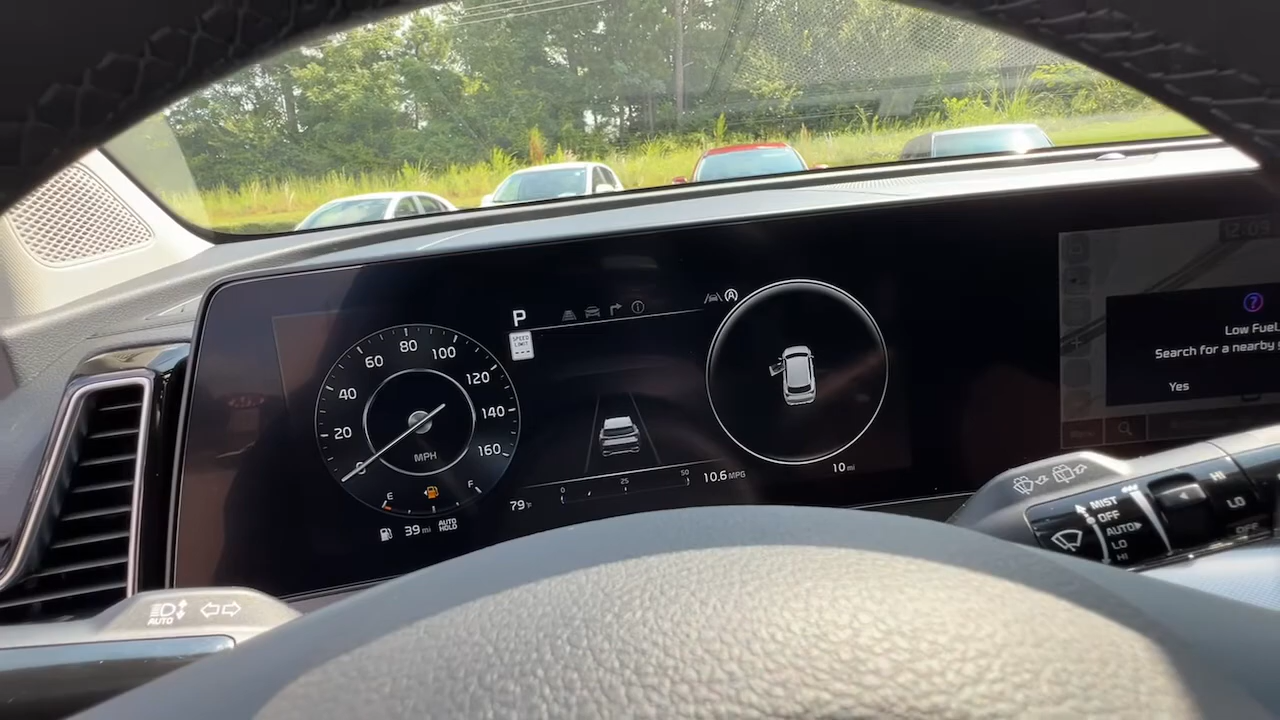 P
SPEED
LIMIT
---
0
20
40
60
80
100
120
140
160
MPH
E
F
39 mi
AUTO
HOLD
79°F
0
25
50
10.6 MPG
10 mi
12:03
Low Fuel
Search for a nearby
Yes
AUTO
MIST
OFF
AUTO
LO
HI
HI
LO
OFF